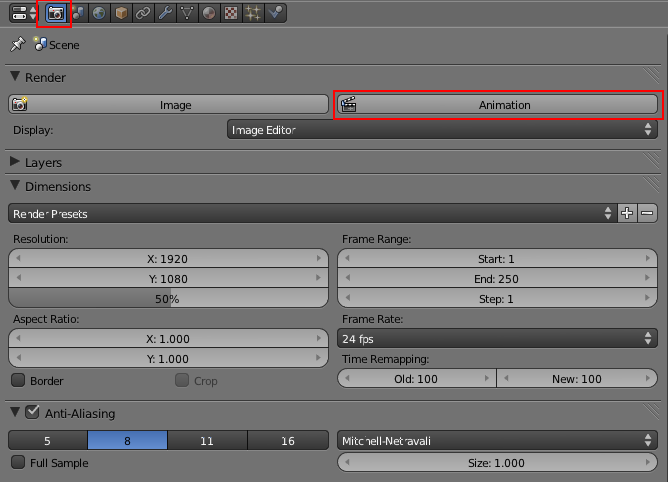 Scene
Render
Image
Animation
Display:
Image Editor
Layers
Dimensions
Render Presets
Resolution:
Frame Range:
X: 1920
Start: 1
Y: 1080
End: 250
50%
Step: 1
Aspect Ratio:
Frame Rate:
X: 1.000
24 fps
Y: 1.000
Time Remapping:
Border
Crop
Old: 100
New: 100
Anti-Aliasing
5
8
11
16
Mitchell-Netravali
Full Sample
Size: 1.000